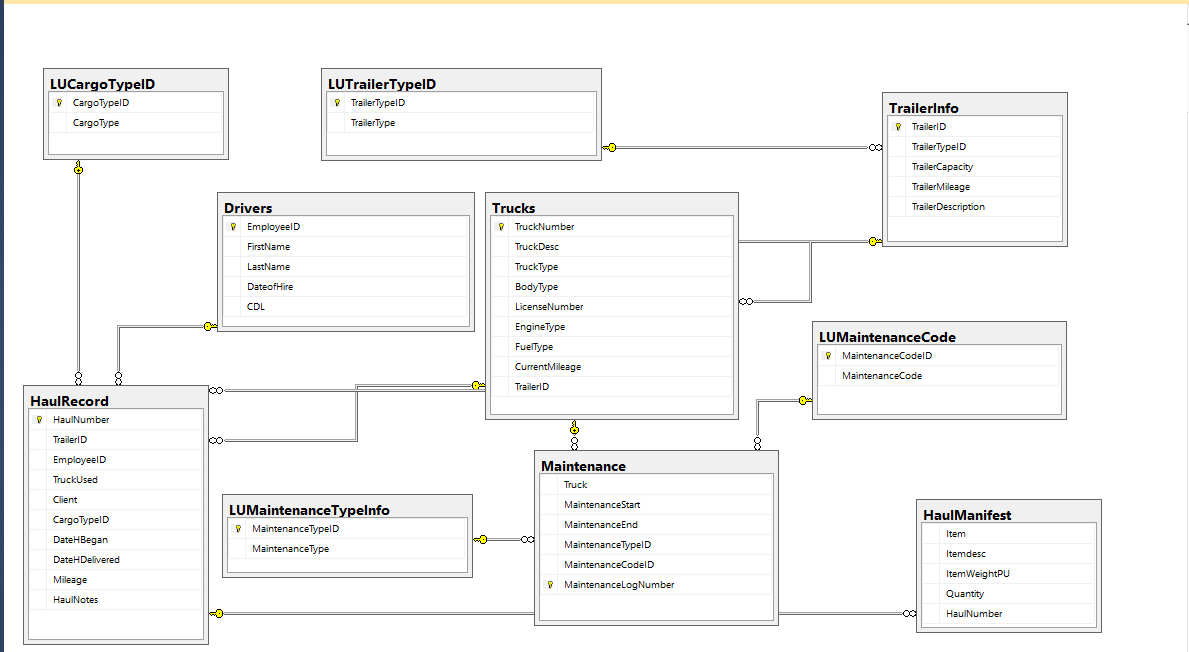 LUCargoTypeID
CargoTypeID
CargoType
LUTrailerTypeID
TrailerTypeID
TrailerType
TrailerInfo
TrailerID
TrailerTypeID
TrailerCapacity
TrailerMileage
TrailerDescription
Drivers
EmployeeID
FirstName
LastName
DateofHire
CDL
Trucks
TruckNumber
TruckDesc
TruckType
BodyType
LicenseNumber
EngineType
FuelType
CurrentMileage
TrailerID
LUMaintenanceCode
MaintenanceCodeID
MaintenanceCode
HaulRecord
HaulNumber
TrailerID
EmployeeID
TruckUsed
Client
CargoTypeID
DateHBegan
DateHDelivered
Mileage
HaulNotes
LUMaintenanceTypeInfo
MaintenanceTypeID
MaintenanceType
Maintenance
Truck
MaintenanceStart
MaintenanceEnd
MaintenanceTypeID
MaintenanceCodeID
MaintenanceLogNumber
HaulManifest
Item
Itemdesc
ItemWeightPU
Quantity
HaulNumber